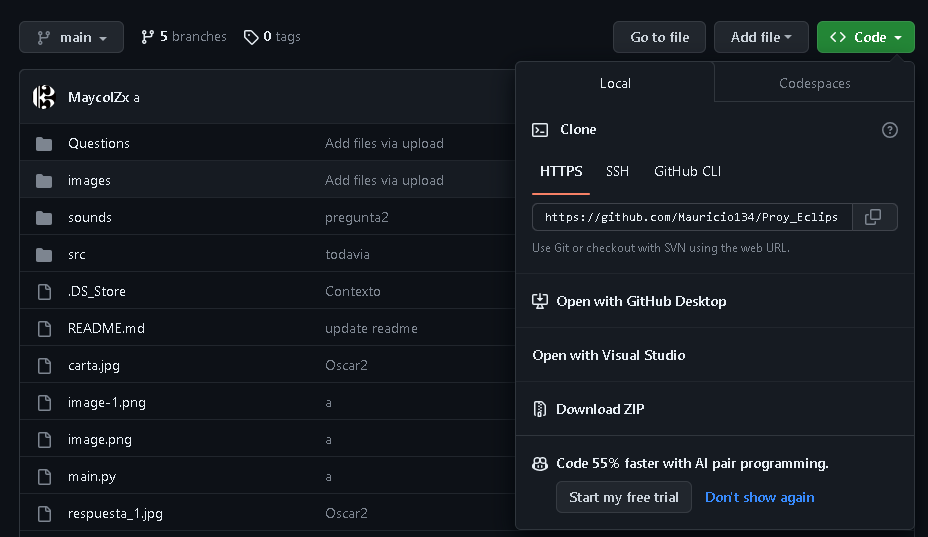 main 5 branches 0 tags Go to file Add file <> Code
MaycolZx a
Local Codespaces
Clone
HTTPS SSH GitHub CLI
https://github.com/Mauricio134/Proy_Eclips
Use Git or checkout with SVN using the web URL.
Open with GitHub Desktop
Open with Visual Studio
Download ZIP
Code 55% faster with AI pair programming.
Start my free trial Don't show again
Questions Add files via upload
images Add files via upload
sounds pregunta2
src todavia
.DS_Store Contexto
README.md update readme
carta.jpg Oscar2
image-1.png a
image.png a
main.py a
respuesta_1.jpg Oscar2